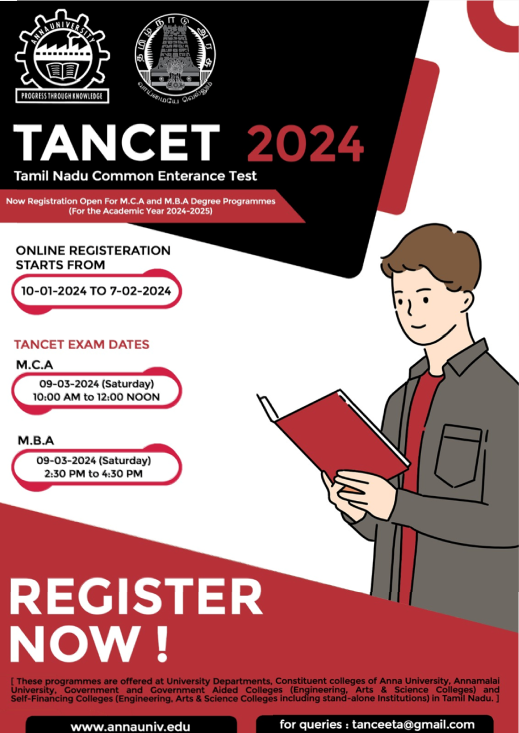 ANNA UNIVERSITY
PROGRESS THROUGH KNOWLEDGE
தமிழ்நாடு அரசு
வாய்மையே வெல்லும்
TANCET 2024
Tamil Nadu Common Enterance Test
Now Registration Open For M.C.A and M.B.A Degree Programmes
(For the Academic Year 2024-2025)
ONLINE REGISTERATION
STARTS FROM
10-01-2024 TO 7-02-2024
TANCET EXAM DATES
M.C.A
09-03-2024 (Saturday)
10:00 AM to 12:00 NOON
M.B.A
09-03-2024 (Saturday)
2:30 PM to 4:30 PM
REGISTER
NOW !
[ These programmes are offered at University Departments, Constituent colleges of Anna University, Annamalai
University, Government and Government Aided Colleges (Engineering, Arts & Science Colleges) and
Self-Financing Colleges (Engineering, Arts & Science Colleges including stand-alone Institutions) in Tamil Nadu. ]
www.annauniv.edu
for queries : tanceeta@gmail.com